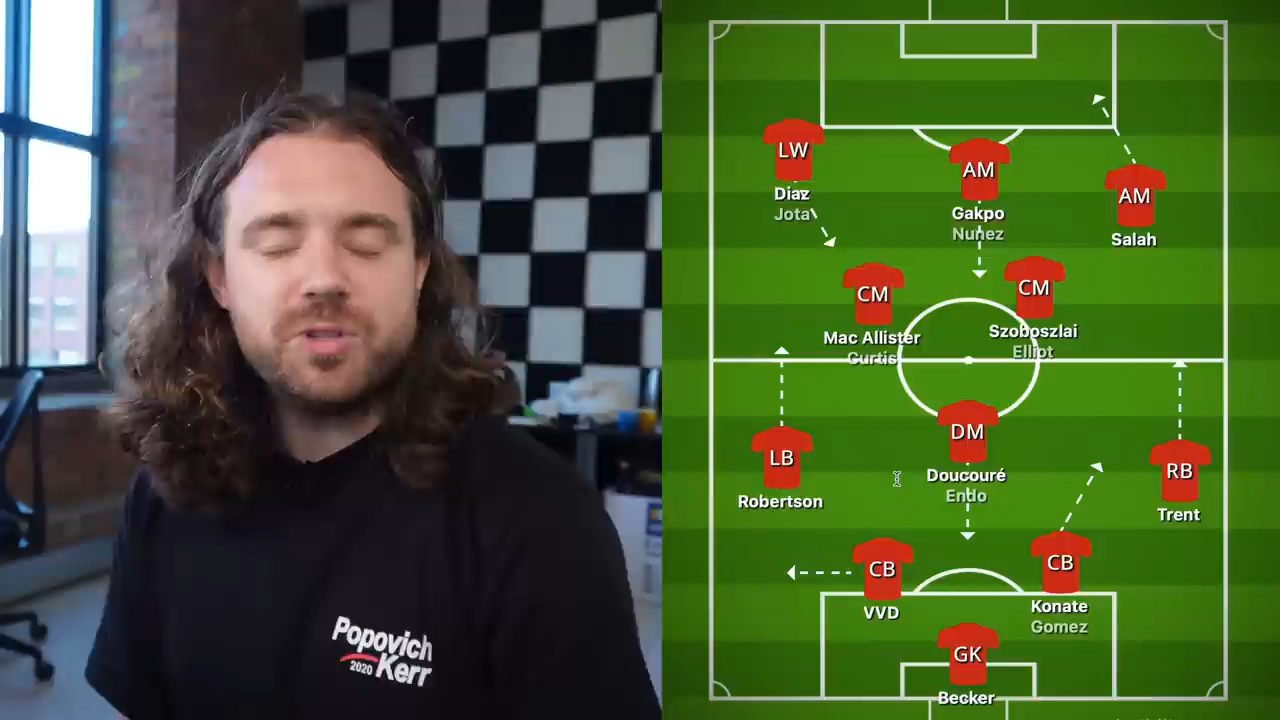 LW
Diaz
Jota
AM
Gakpo
Nunez
AM
Salah
CM
Mac Allister
Curtis
CM
Szoboszlai
Elliot
LB
Robertson
DM
Doucouré
Endo
RB
Trent
CB
VVD
CB
Konate
Gomez
GK
Becker
Popovich
2020 Kerr